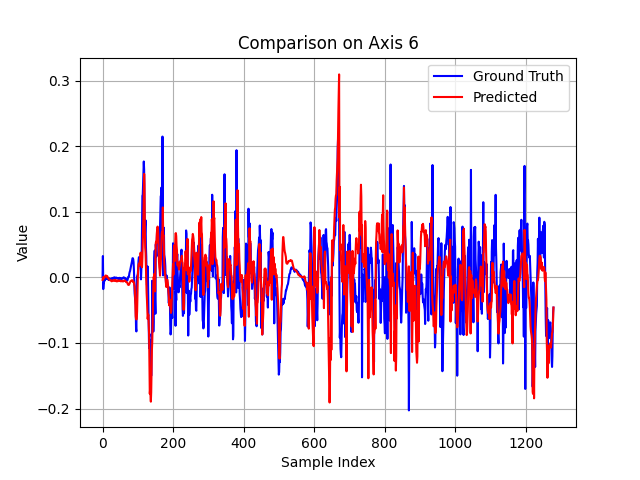 Comparison on Axis 6
Ground Truth
Predicted
0.3
0.2
0.1
0.0
−0.1
−0.2
Value
0 200 400 600 800 1000 1200
Sample Index